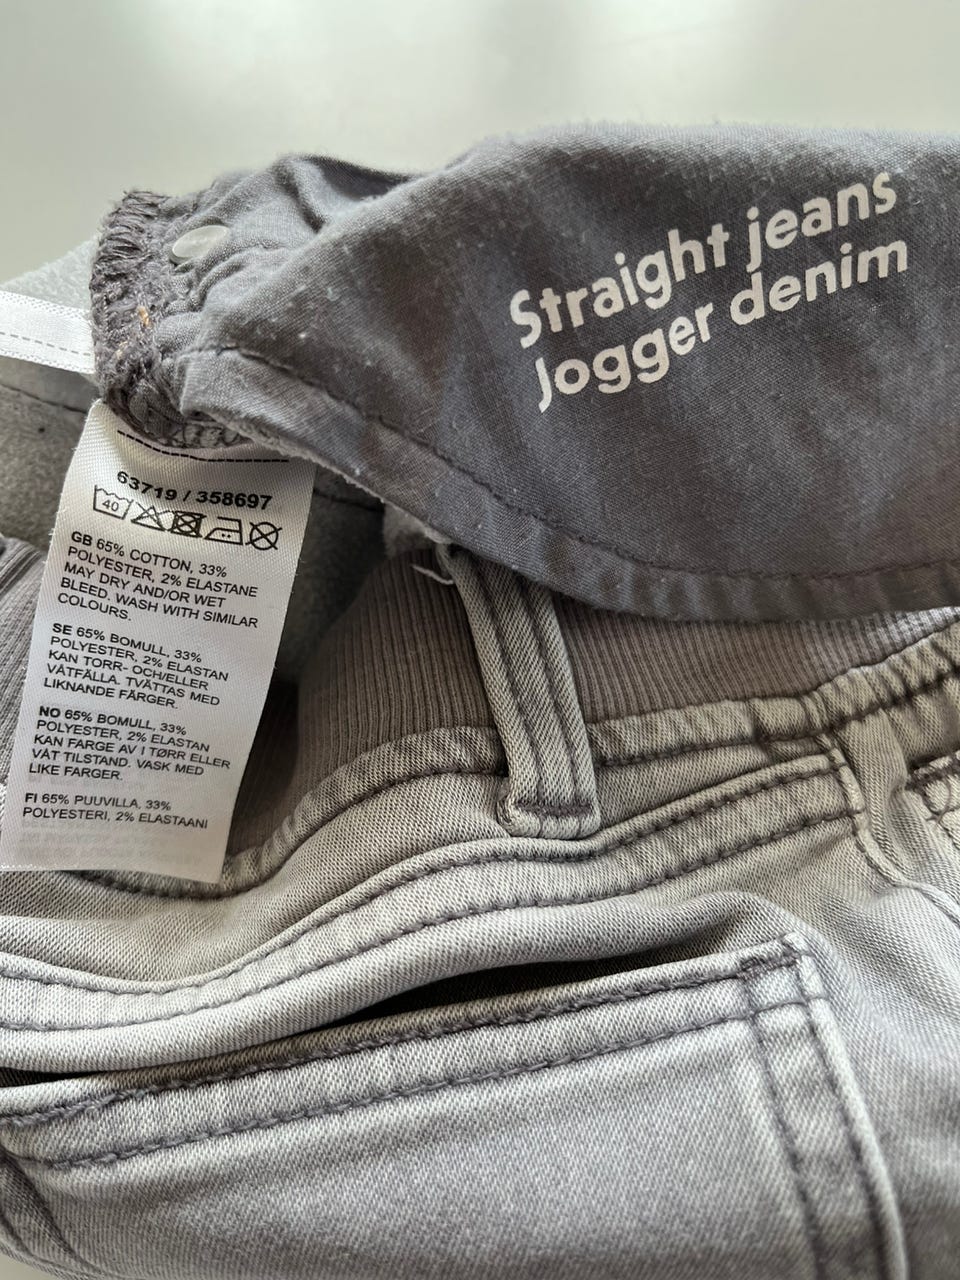 Straight jeans
Jogger denim
63719 / 358697
40
GB 65% COTTON, 33%
POLYESTER, 2% ELASTANE
MAY DRY AND/OR WET
BLEED. WASH WITH SIMILAR
COLOURS.
SE 65% BOMULL, 33%
POLYESTER, 2% ELASTAN
KAN TORR- OCH/ELLER
VÅTFÄLLA. TVÄTTAS MED
LIKNANDE FÄRGER.
NO 65% BOMULL, 33%
POLYESTER, 2% ELASTAN
KAN FARGE AV I TØRR ELLER
VÅT TILSTAND. VASK MED
LIKE FARGER.
FI 65% PUUVILLA, 33%
POLYESTERI, 2% ELASTAANI